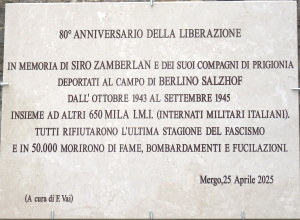 80° ANNIVERSARIO DELLA LIBERAZIONE
IN MEMORIA DI SIRO ZAMBERLAN E DEI SUOI COMPAGNI DI PRIGIONIA
DEPORTATI AL CAMPO DI BERLINO SALZHOF
DALL'OTTOBRE 1943 AL SETTEMBRE 1945
INSIEME AD ALTRI 650 MILA I.M.I. (INTERNATI MILITARI ITALIANI).
TUTTI RIFIUTARONO L'ULTIMA STAGIONE DEL FASCISMO
E IN 50.000 MORIRONO DI FAME, BOMBARDAMENTI E FUCILAZIONI.
Mergo, 25 Aprile 2025
(A cura di F. Vai)